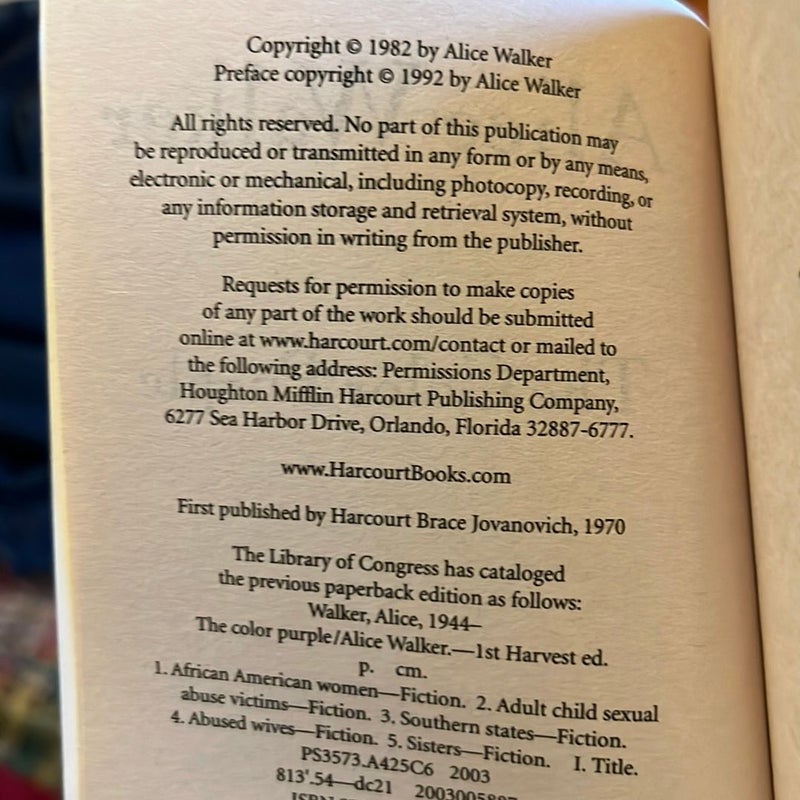 Copyright © 1982 by Alice Walker
Preface copyright © 1992 by Alice Walker
All rights reserved. No part of this publication may
be reproduced or transmitted in any form or by any means,
electronic or mechanical, including photocopy, recording, or
any information storage and retrieval system, without
permission in writing from the publisher.
Requests for permission to make copies
of any part of the work should be submitted
online at www.harcourt.com/contact or mailed to
the following address: Permissions Department,
Houghton Mifflin Harcourt Publishing Company,
6277 Sea Harbor Drive, Orlando, Florida 32887-6777.
www.HarcourtBooks.com
First published by Harcourt Brace Jovanovich, 1970
The Library of Congress has cataloged
the previous paperback edition as follows:
Walker, Alice, 1944–
The color purple/Alice Walker.—1st Harvest ed.
p. cm.
1. African American women—Fiction. 2. Adult child sexual
abuse victims—Fiction. 3. Southern states—Fiction.
4. Abused wives—Fiction. 5. Sisters—Fiction. I. Title.
PS3573.A425C6 2003
813'.54—dc21